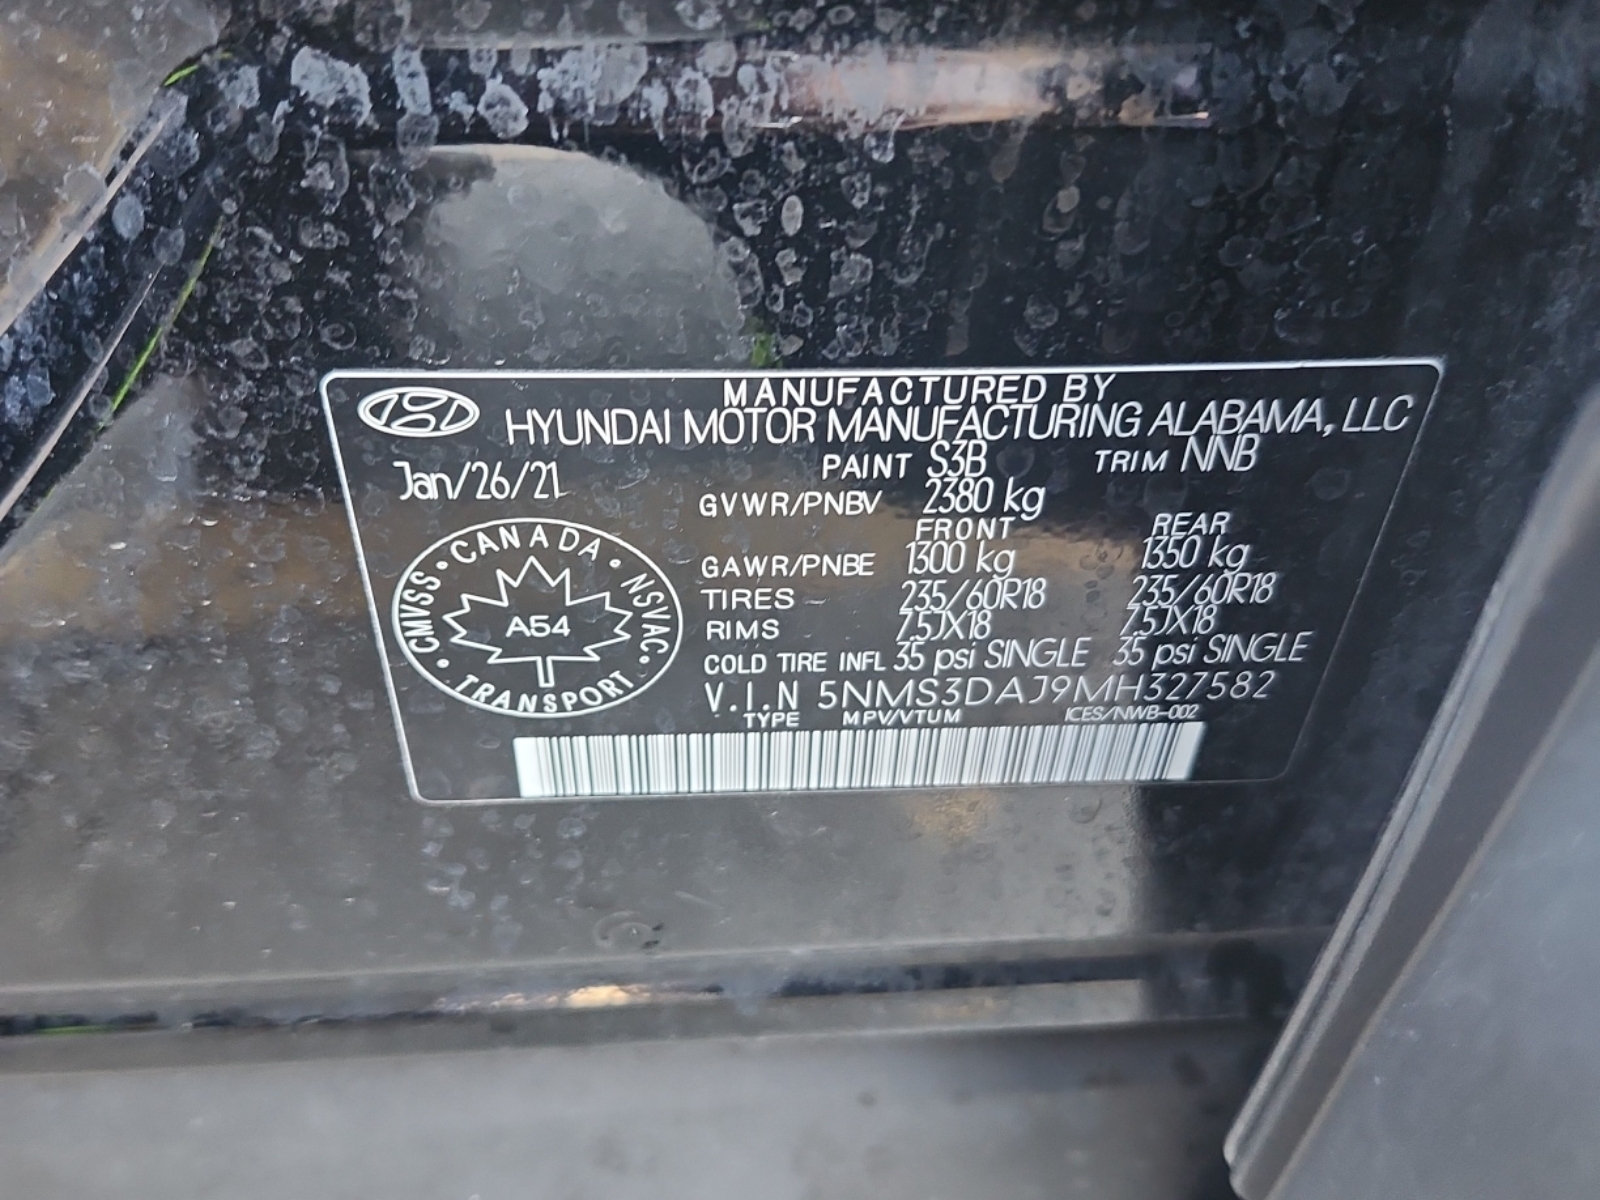 MANUFACTURED BY
HYUNDAI MOTOR MANUFACTURING ALABAMA, LLC
Jan/26/21 PAINT S3B TRIM NNB
GVWR/PNBV 2380 kg
FRONT REAR
GAWR/PNBE 1300 kg 1350 kg
TIRES 235/60R18 235/60R18
RIMS 7.5JX18 7.5JX18
COLD TIRE INFL 35 psi SINGLE 35 psi SINGLE
V.I.N 5NMS3DAJ9MH327582
TYPE MPV/VTUM ICES/NWB-002
CMVSS • CANADA • NSVAC • TRANSPORT •
A54